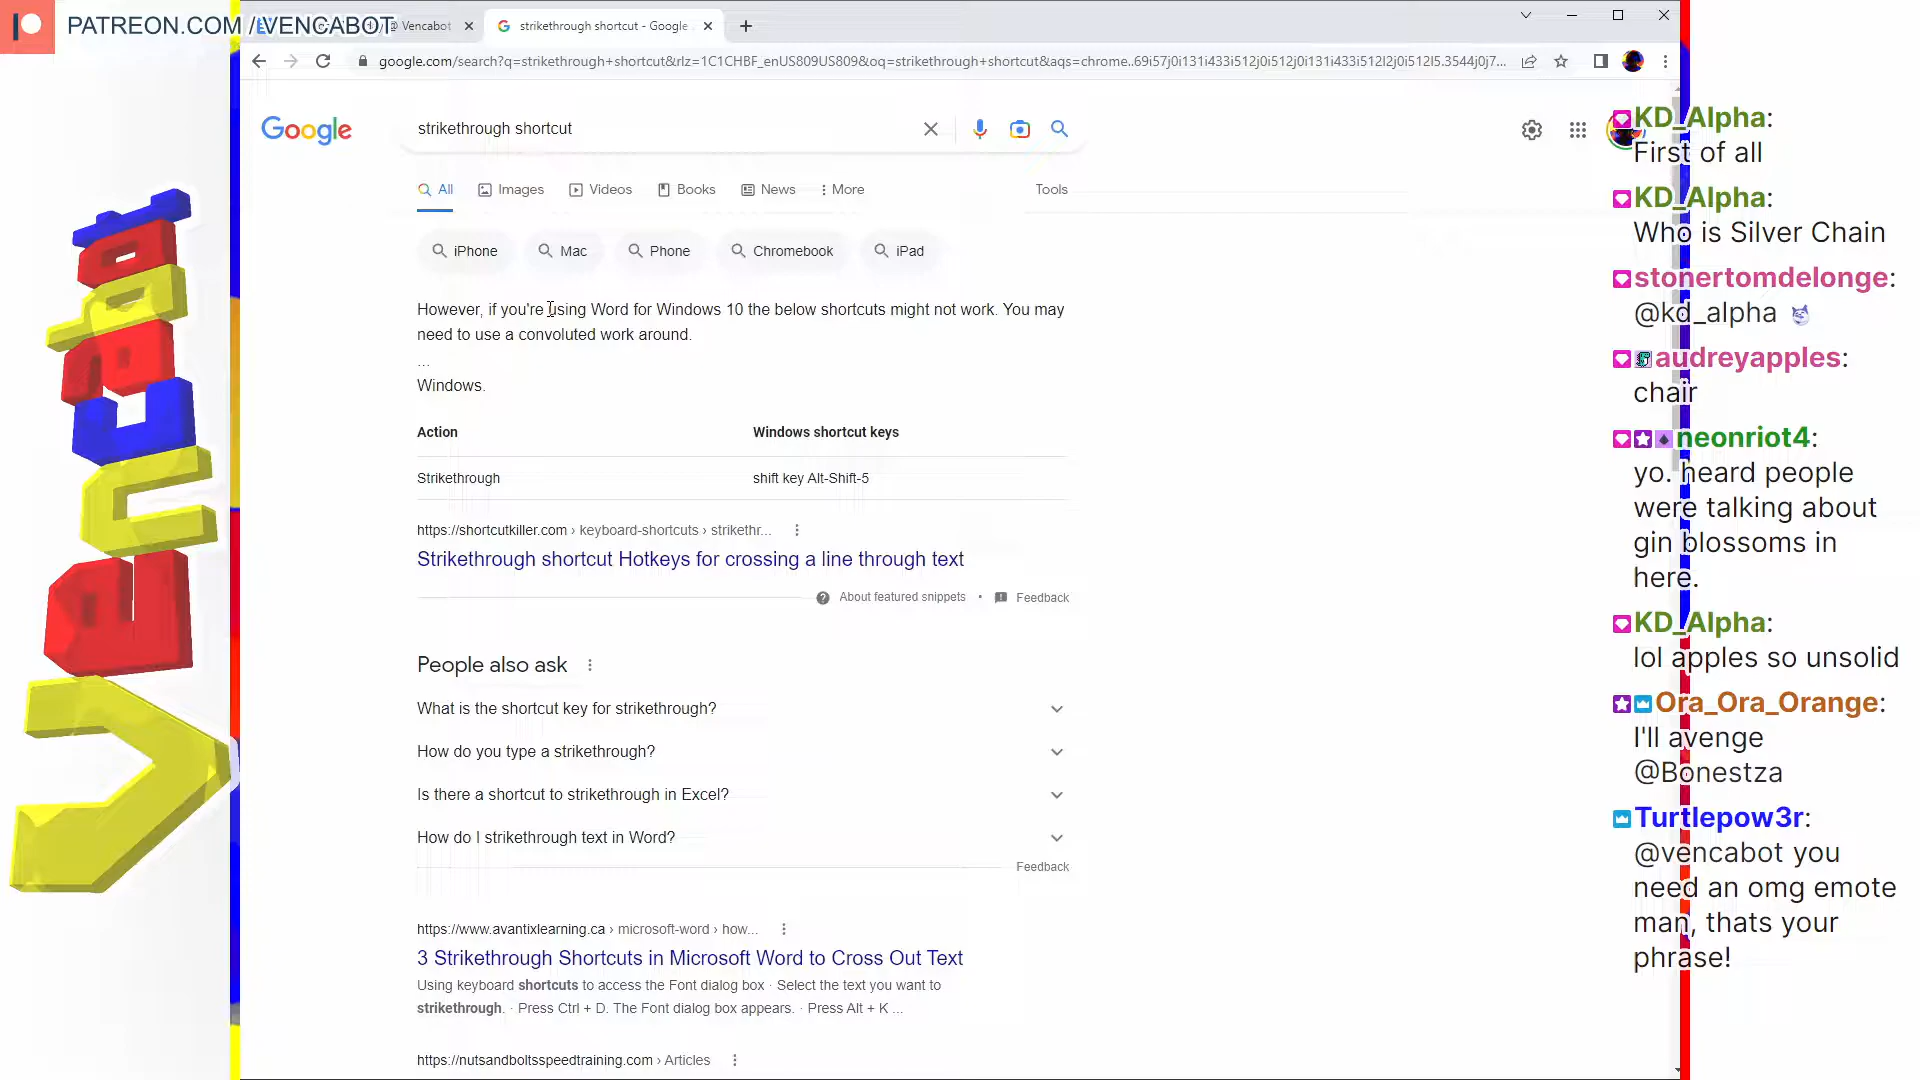 PATREON.COM / VENCABOT
vencabot
@ Vencabot
strikethrough shortcut - Google
google.com/search?q=strikethrough+shortcut&rlz=1C1CHBF_enUS809US809&oq=strikethrough+shortcut&aqs=chrome..69i57j0i131i433i512j0i512j0i131i433i512l2j0i512l5.3544j0j7...
Google
strikethrough shortcut
All
Images
Videos
Books
News
More
Tools
iPhone
Mac
Phone
Chromebook
iPad
However, if you're using Word for Windows 10 the below shortcuts might not work. You may
need to use a convoluted work around.
...
Windows.
Action Windows shortcut keys
Strikethrough shift key Alt-Shift-5
https://shortcutkiller.com › keyboard-shortcuts › strikethr...
Strikethrough shortcut Hotkeys for crossing a line through text
About featured snippets • Feedback
People also ask
What is the shortcut key for strikethrough?
How do you type a strikethrough?
Is there a shortcut to strikethrough in Excel?
How do I strikethrough text in Word?
Feedback
https://www.avantixlearning.ca › microsoft-word › how...
3 Strikethrough Shortcuts in Microsoft Word to Cross Out Text
Using keyboard shortcuts to access the Font dialog box · Select the text you want to
strikethrough. · Press Ctrl + D. The Font dialog box appears. · Press Alt + K ...
https://nutsandboltsspeedtraining.com › Articles
KD_Alpha:
First of all
KD_Alpha:
Who is Silver Chain
stonertomdelonge:
@kd_alpha
audreyapples:
chair
neonriot4:
yo. heard people
were talking about
gin blossoms in
here.
KD_Alpha:
lol apples so unsolid
Ora_Ora_Orange:
I'll avenge
@Bonestza
Turtlepow3r:
@vencabot you
need an omg emote
man, thats your
phrase!